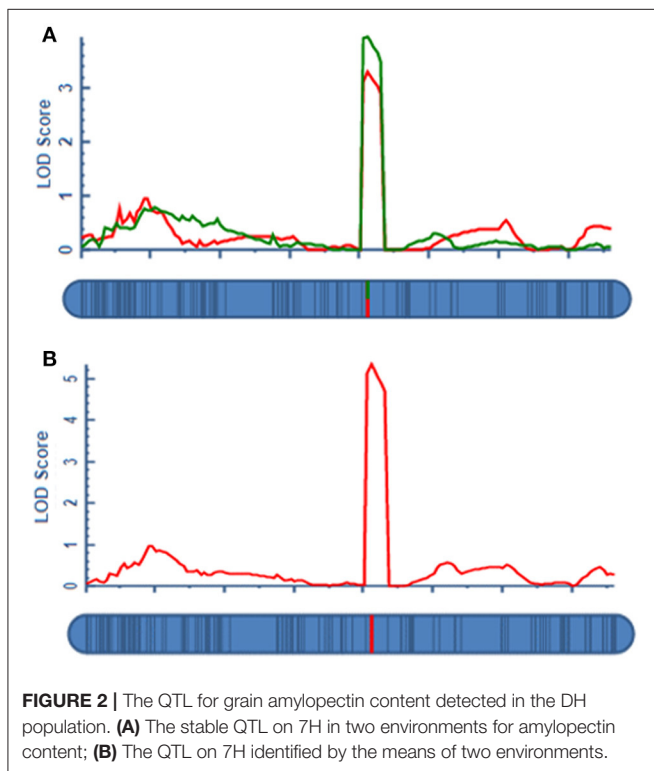 A
LOD Score
3
2
1
0
B
LOD Score
5
4
3
2
1
0
FIGURE 2 | The QTL for grain amylopectin content detected in the DH
population. (A) The stable QTL on 7H in two environments for amylopectin
content; (B) The QTL on 7H identified by the means of two environments.